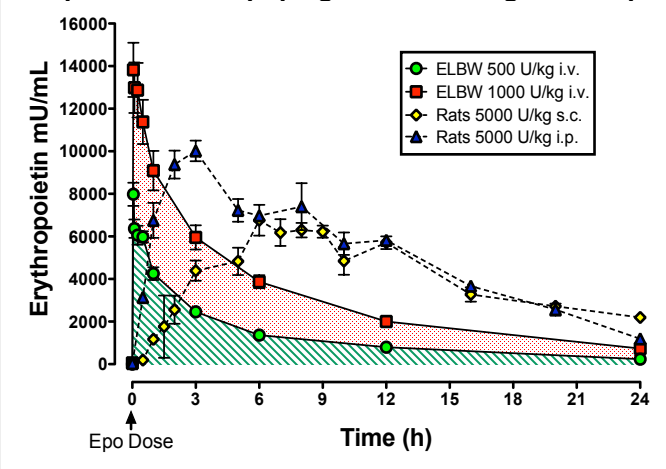 Erythropoietin mU/mL
16000
14000
12000
10000
8000
6000
4000
2000
0
ELBW 500 U/kg i.v.
ELBW 1000 U/kg i.v.
Rats 5000 U/kg s.c.
Rats 5000 U/kg i.p.
0 3 6 9 12 15 18 21 24
Epo Dose
Time (h)